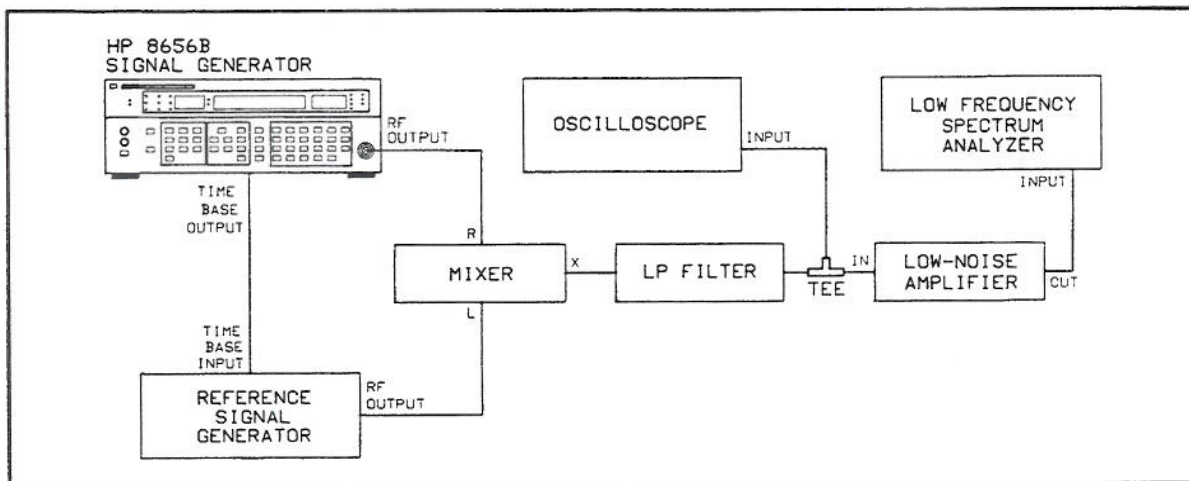 HP 8656B
SIGNAL GENERATOR
RF
OUTPUT
TIME
BASE
OUTPUT
OSCILLOSCOPE
INPUT
LOW FREQUENCY
SPECTRUM
ANALYZER
INPUT
R
MIXER
X
L
LP FILTER
TEE
IN
LOW-NOISE
AMPLIFIER
CUT
TIME
BASE
INPUT
REFERENCE
SIGNAL
GENERATOR
RF
OUTPUT